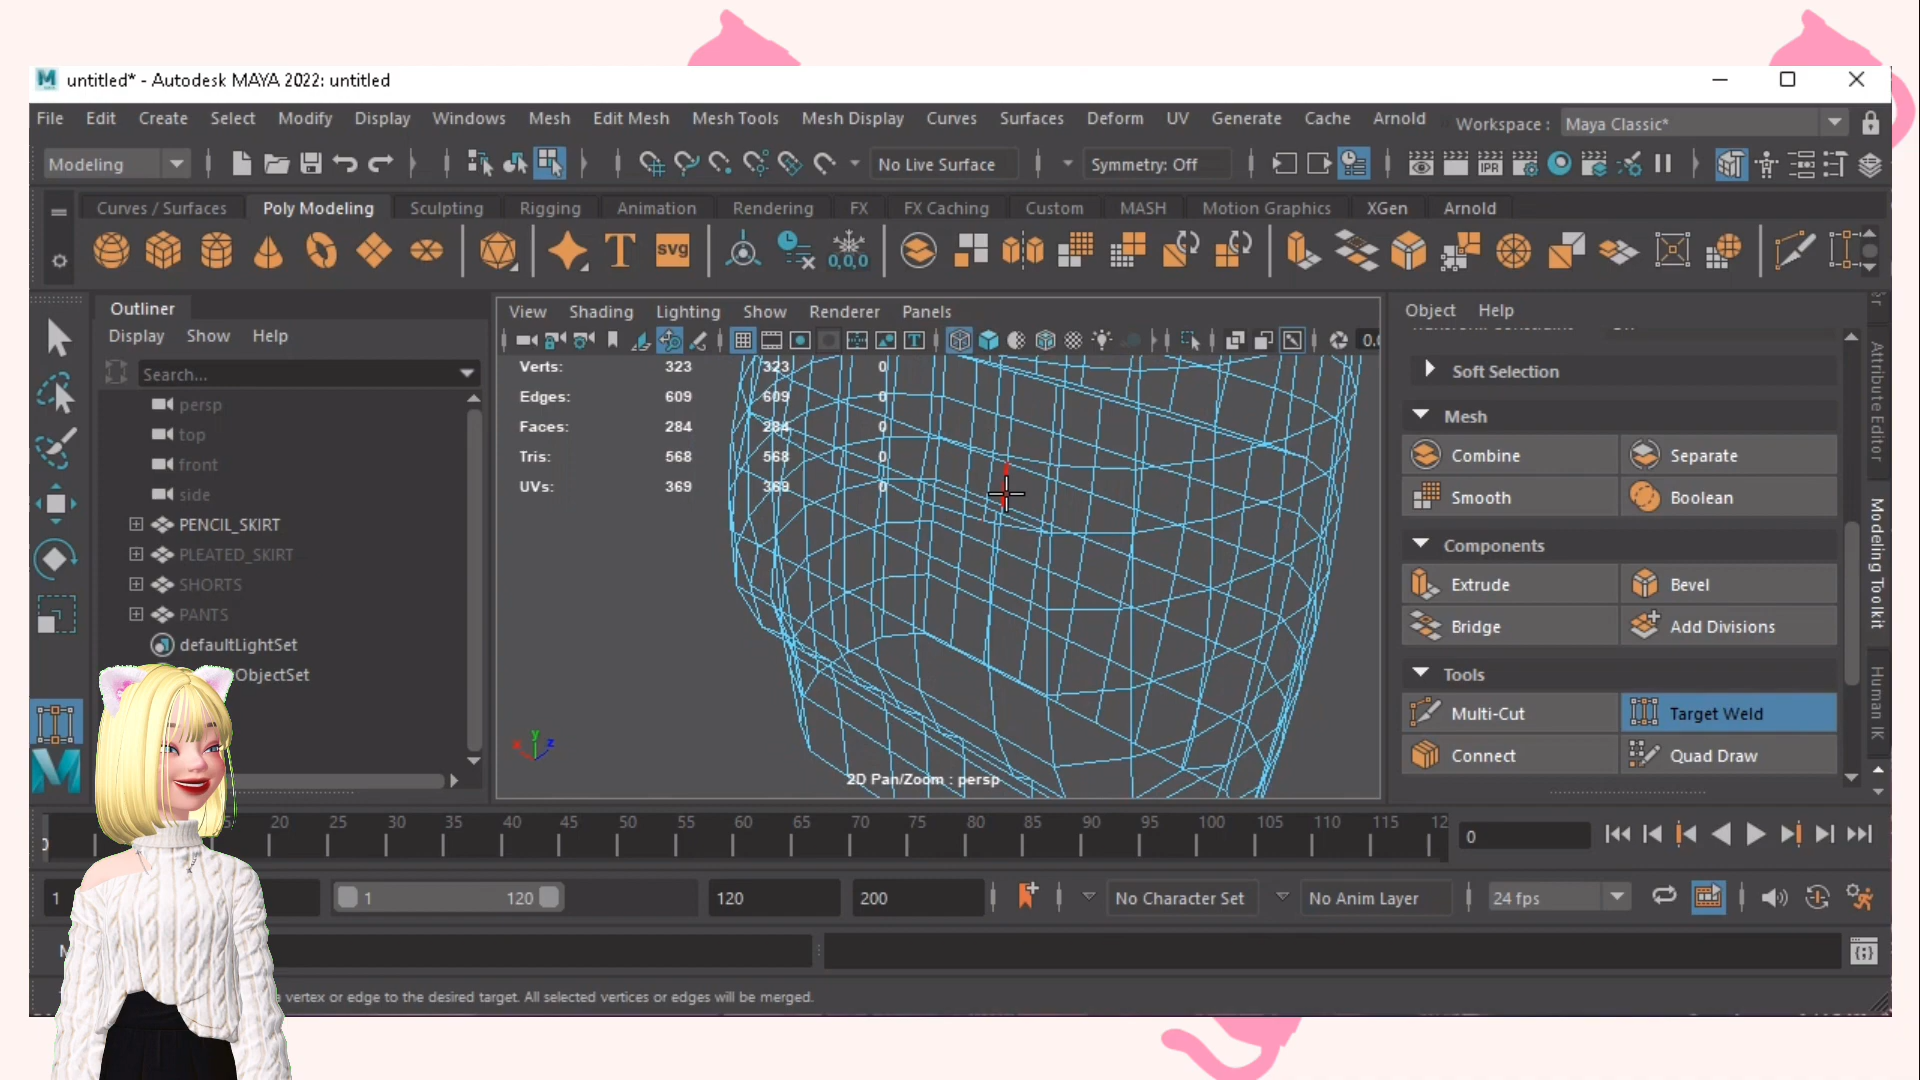 untitled* - Autodesk MAYA 2022: untitled
File Edit Create Select Modify Display Windows Mesh Edit Mesh Mesh Tools Mesh Display Curves Surfaces Deform UV Generate Cache Arnold Workspace : Maya Classic*
Modeling No Live Surface Symmetry: Off IPR
Curves / Surfaces Poly Modeling Sculpting Rigging Animation Rendering FX FX Caching Custom MASH Motion Graphics XGen Arnold
T svg 0,0,0
Outliner
Display Show Help
Search...
persp
top
front
side
PENCIL_SKIRT
PLEATED_SKIRT
SHORTS
PANTS
defaultLightSet
ObjectSet
View Shading Lighting Show Renderer Panels
Verts: 323 323 0
Edges: 609 609 0
Faces: 284 284 0
Tris: 568 568 0
UVs: 369 369 0
y
z
2D Pan/Zoom : persp
Object Help
Soft Selection
Mesh
Combine Separate
Smooth Boolean
Components
Extrude Bevel
Bridge Add Divisions
Tools
Multi-Cut Target Weld
Connect Quad Draw
Attribute Editor
Modeling Toolkit
Human IK
20 25 30 35 40 45 50 55 60 65 70 75 80 85 90 95 100 105 110 115 12
0
1 1 120 120 200 No Character Set No Anim Layer 24 fps
vertex or edge to the desired target. All selected vertices or edges will be merged.